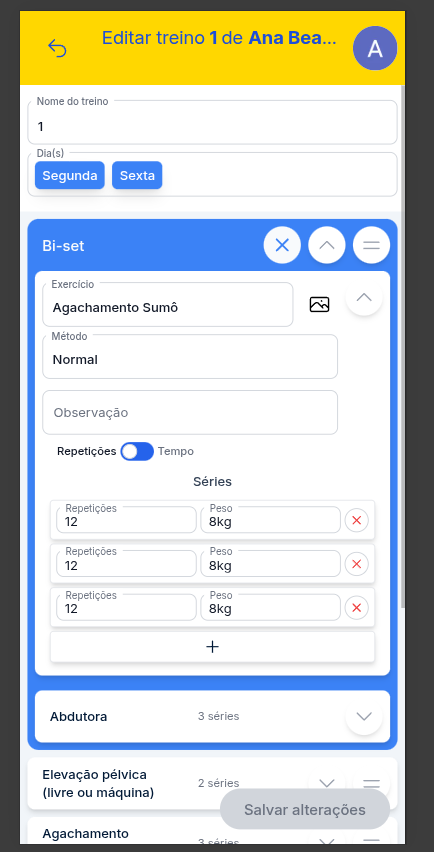 Editar treino 1 de Ana Bea...
A
Nome do treino
1
Dia(s)
Segunda Sexta
Bi-set
Exercício
Agachamento Sumô
Método
Normal
Observação
Repetições Tempo
Séries
Repetições Peso
12 8kg
Repetições Peso
12 8kg
Repetições Peso
12 8kg
+
Abdutora 3 séries
Elevação pélvica
(livre ou máquina) 2 séries
Salvar alterações
Agachamento
3 séries